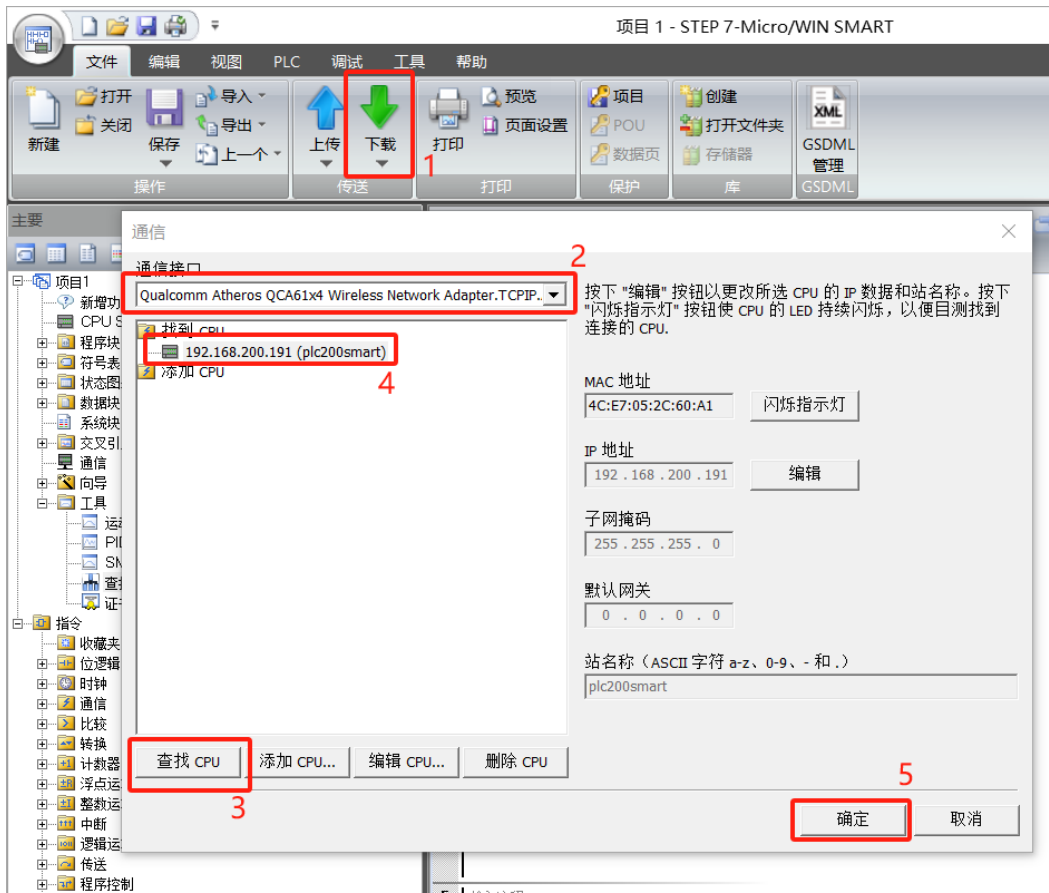 项目 1 - STEP 7-Micro/WIN SMART
文件 编辑 视图 PLC 调试 工具 帮助
新建
打开
关闭
保存
导入
导出
上一个
操作
上传
下载
1
传送
打印
预览
页面设置
打印
项目
POU
数据页
保护
创建
打开文件夹
存储器
库
XML
GSDML
管理
GSDML
主要
项目1
新增功
CPU S
程序块
符号表
状态图
数据块
系统块
交叉引
通信
向导
工具
运动
PID
SM
查找
证
指令
收藏夹
位逻辑
时钟
通信
比较
转换
计数器
浮点运
整数运
中断
逻辑运
传送
程序控制
通信
2
通信接口
Qualcomm Atheros QCA61x4 Wireless Network Adapter.TCPIP..
找到 CPU
192.168.200.191 (plc200smart)
添加 CPU
4
按下 "编辑" 按钮以更改所选 CPU 的 IP 数据和站名称。按下
"闪烁指示灯" 按钮使 CPU 的 LED 持续闪烁，以便目测找到
连接的 CPU.
MAC 地址
4C:E7:05:2C:60:A1 闪烁指示灯
IP 地址
192 . 168 . 200 . 191 编辑
子网掩码
255 . 255 . 255 . 0
默认网关
0 . 0 . 0 . 0
站名称（ASCII 字符 a-z、0-9、- 和 .）
plc200smart
查找 CPU 添加 CPU... 编辑 CPU... 删除 CPU
3
5
确定 取消